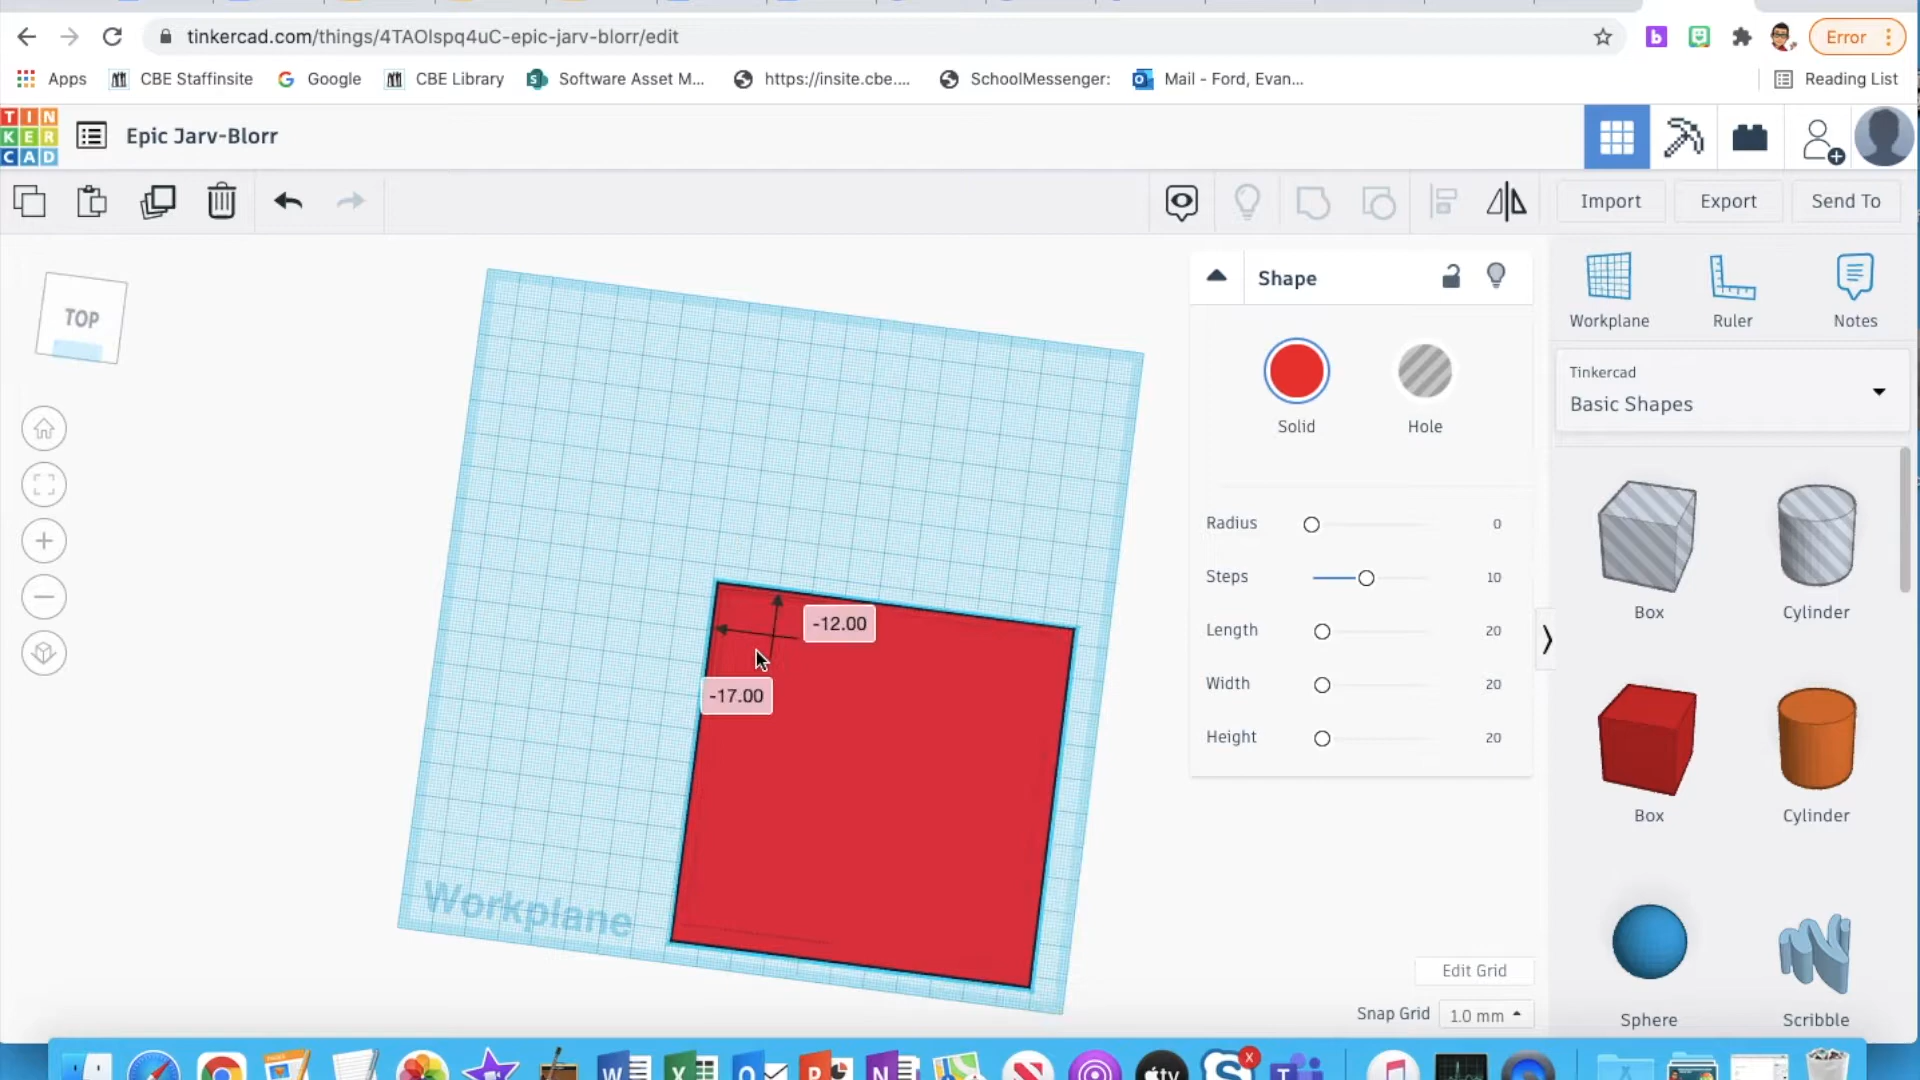 tinkercad.com/things/4TAOlspq4uC-epic-jarv-blorr/edit
Error
Apps
CBE Staffinsite
Google
CBE Library
Software Asset M...
https://insite.cbe....
SchoolMessenger:
Mail - Ford, Evan...
Reading List
TIN
KER
CAD
Epic Jarv-Blorr
Import
Export
Send To
TOP
Shape
Workplane
Ruler
Notes
Tinkercad
Basic Shapes
Solid
Hole
Radius
0
Steps
10
Length
20
Width
20
Height
20
-12.00
-17.00
Box
Cylinder
Box
Cylinder
Sphere
Scribble
Workplane
Edit Grid
Snap Grid
1.0 mm
tv